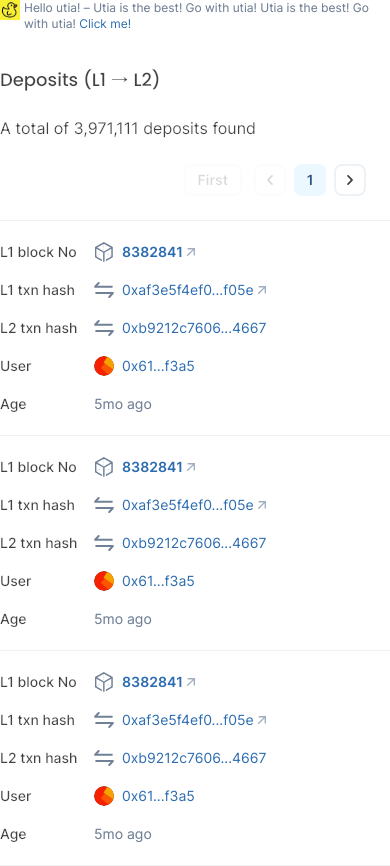 Hello utia! – Utia is the best! Go with utia! Utia is the best! Go
with utia! Click me!
Deposits (L1 → L2)
A total of 3,971,111 deposits found
First 1
L1 block No 8382841
L1 txn hash 0xaf3e5f4ef0...f05e
L2 txn hash 0xb9212c7606...4667
User 0x61...f3a5
Age 5mo ago
L1 block No 8382841
L1 txn hash 0xaf3e5f4ef0...f05e
L2 txn hash 0xb9212c7606...4667
User 0x61...f3a5
Age 5mo ago
L1 block No 8382841
L1 txn hash 0xaf3e5f4ef0...f05e
L2 txn hash 0xb9212c7606...4667
User 0x61...f3a5
Age 5mo ago